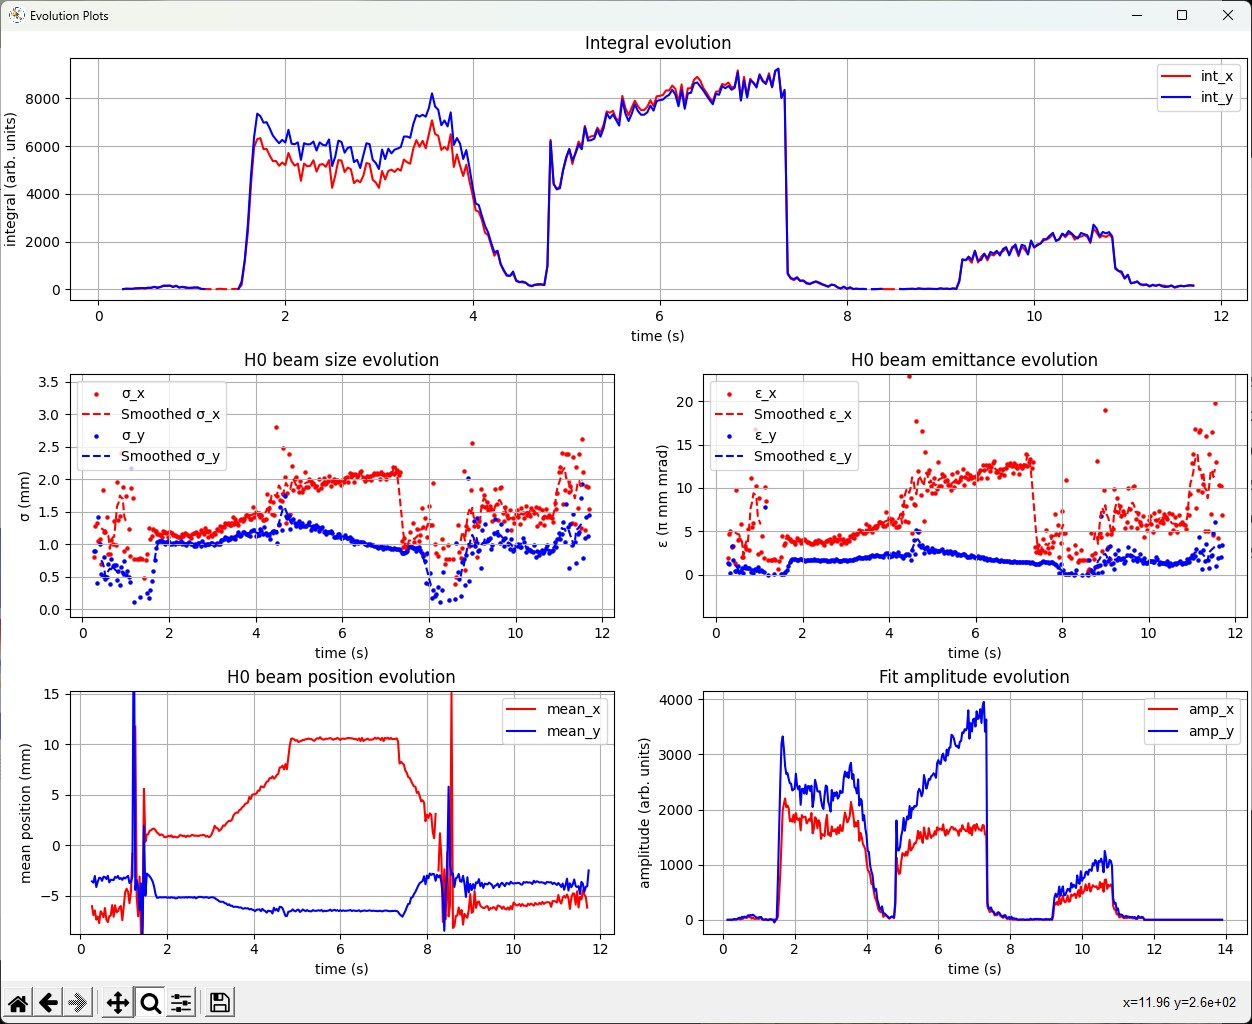 Evolution Plots
Integral evolution
integral (arb. units)
8000
6000
4000
2000
0
int_x
int_y
0 2 4 6 8 10 12
time (s)
H0 beam size evolution
σ (mm)
3.5
3.0
2.5
2.0
1.5
1.0
0.5
0.0
σ_x
Smoothed σ_x
σ_y
Smoothed σ_y
0 2 4 6 8 10 12
time (s)
H0 beam emittance evolution
ε (π mm mrad)
20
15
10
5
0
ε_x
Smoothed ε_x
ε_y
Smoothed ε_y
0 2 4 6 8 10 12
time (s)
H0 beam position evolution
mean position (mm)
15
10
5
0
−5
mean_x
mean_y
0 2 4 6 8 10 12
time (s)
Fit amplitude evolution
amplitude (arb. units)
4000
3000
2000
1000
0
amp_x
amp_y
0 2 4 6 8 10 12 14
time (s)
x=11.96 y=2.6e+02